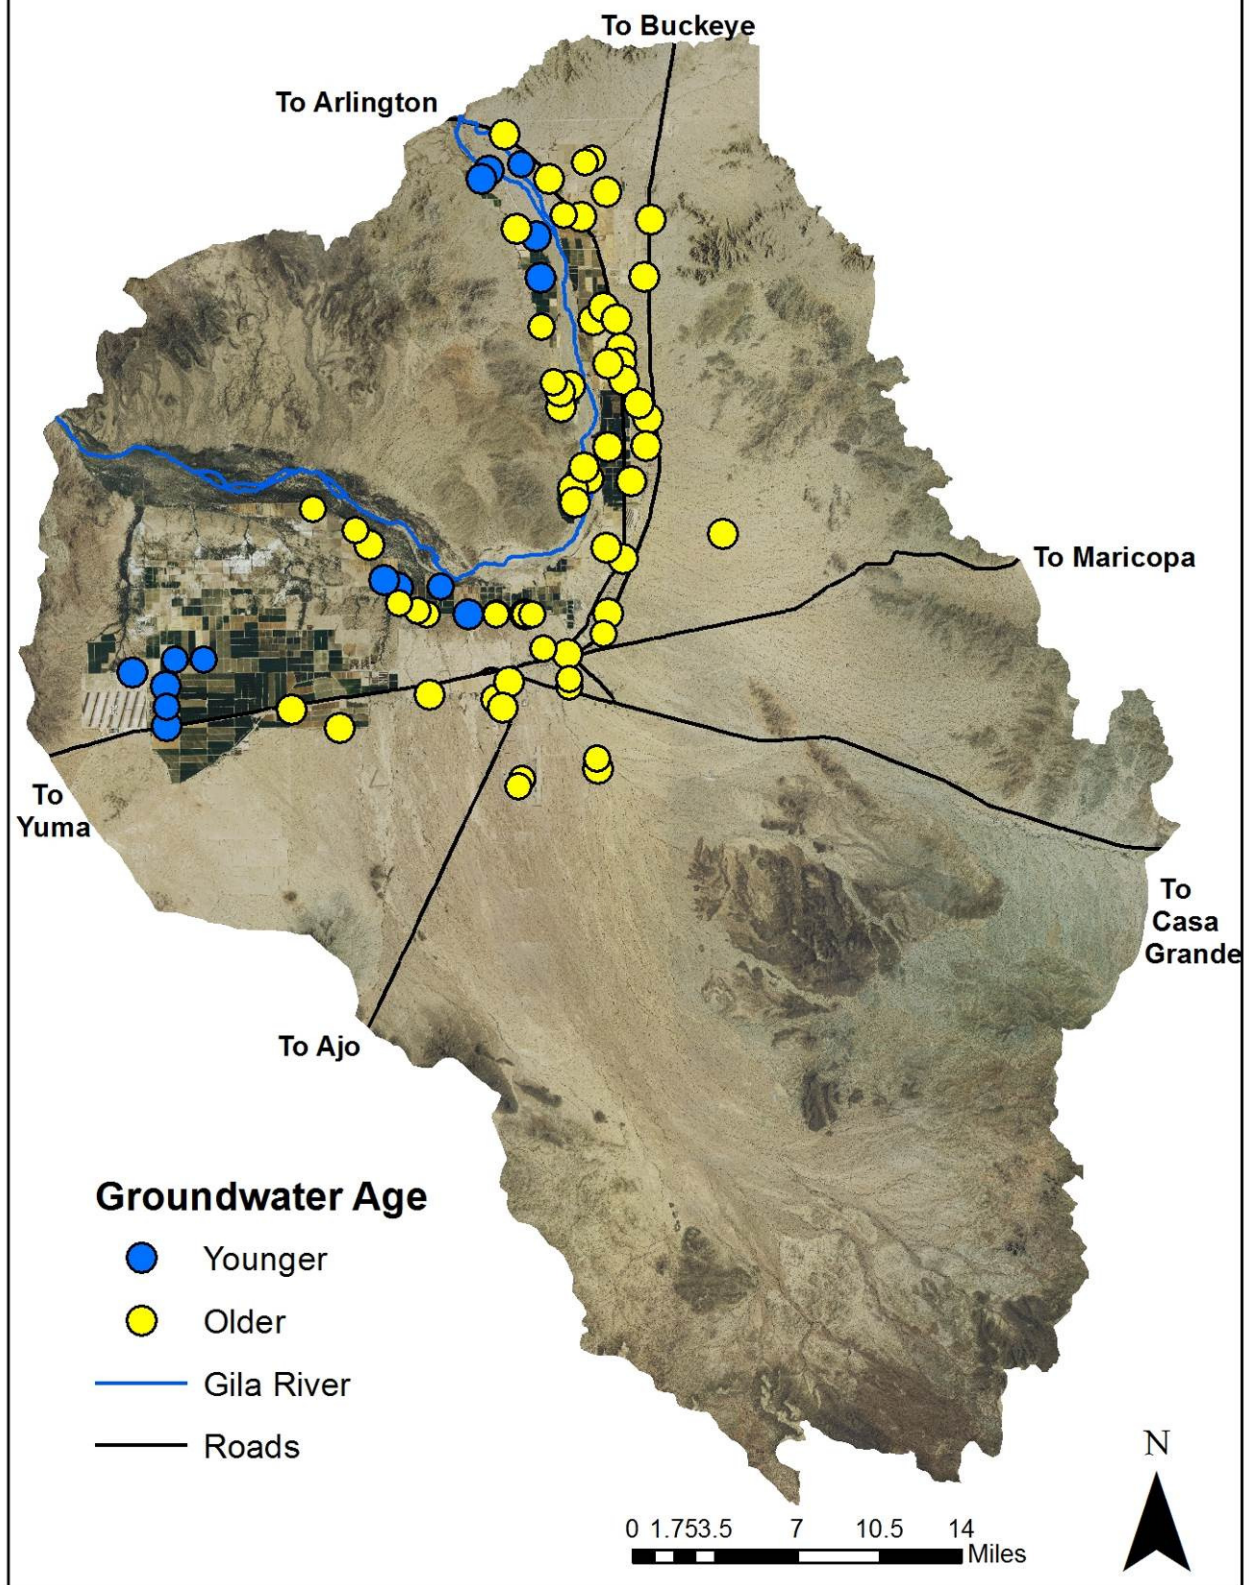 To Buckeye
To Arlington
To Maricopa
To
Yuma
To
Casa
Grande
To Ajo
Groundwater Age
Younger
Older
Gila River
Roads
N
0 1.753.5 7 10.5 14
Miles